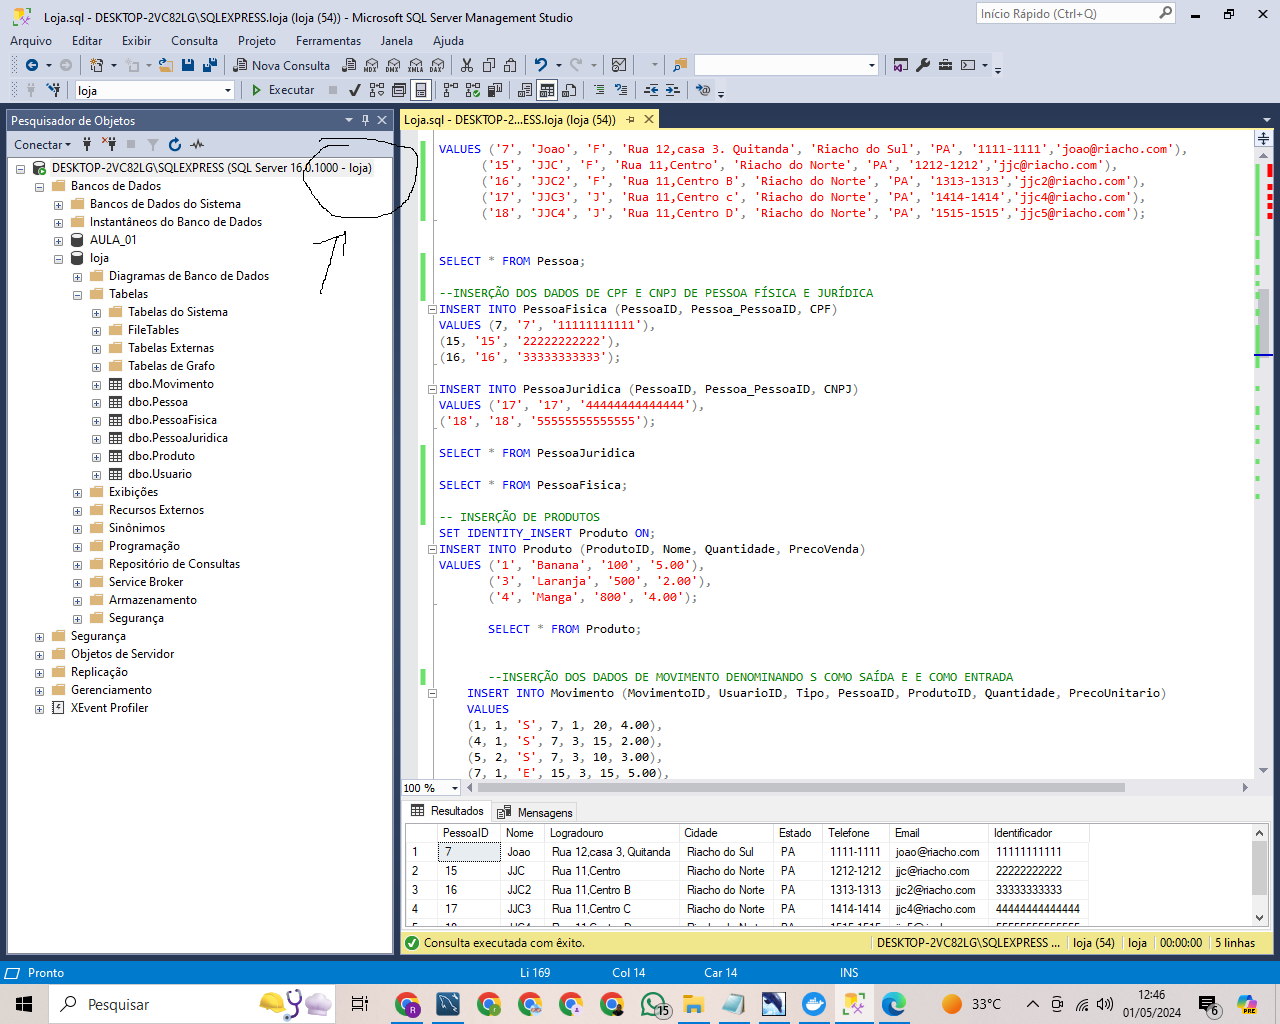 Loja.sql - DESKTOP-2VC82LG\SQLEXPRESS.loja (loja (54)) - Microsoft SQL Server Management Studio
Início Rápido (Ctrl+Q)
Arquivo Editar Exibir Consulta Projeto Ferramentas Janela Ajuda
Nova Consulta MDX DMX XMLA DAX
loja Executar
Pesquisador de Objetos
Conectar
DESKTOP-2VC82LG\SQLEXPRESS (SQL Server 16.0.1000 - loja)
Bancos de Dados
Bancos de Dados do Sistema
Instantâneos do Banco de Dados
AULA_01
loja
Diagramas de Banco de Dados
Tabelas
Tabelas do Sistema
FileTables
Tabelas Externas
Tabelas de Grafo
dbo.Movimento
dbo.Pessoa
dbo.PessoaFisica
dbo.PessoaJuridica
dbo.Produto
dbo.Usuario
Exibições
Recursos Externos
Sinônimos
Programação
Repositório de Consultas
Service Broker
Armazenamento
Segurança
Segurança
Objetos de Servidor
Replicação
Gerenciamento
XEvent Profiler
Loja.sql - DESKTOP-2...ESS.loja (loja (54))
VALUES ('7', 'Joao', 'F', 'Rua 12,casa 3. Quitanda', 'Riacho do Sul', 'PA', '1111-1111','joao@riacho.com'),
('15', 'JJC', 'F', 'Rua 11,Centro', 'Riacho do Norte', 'PA', '1212-1212','jjc@riacho.com'),
('16', 'JJC2', 'F', 'Rua 11,Centro B', 'Riacho do Norte', 'PA', '1313-1313','jjc2@riacho.com'),
('17', 'JJC3', 'J', 'Rua 11,Centro c', 'Riacho do Norte', 'PA', '1414-1414','jjc4@riacho.com'),
('18', 'JJC4', 'J', 'Rua 11,Centro D', 'Riacho do Norte', 'PA', '1515-1515','jjc5@riacho.com');
SELECT * FROM Pessoa;
--INSERÇÃO DOS DADOS DE CPF E CNPJ DE PESSOA FÍSICA E JURÍDICA
INSERT INTO PessoaFisica (PessoaID, Pessoa_PessoaID, CPF)
VALUES (7, '7', '11111111111'),
(15, '15', '22222222222'),
(16, '16', '33333333333');
INSERT INTO PessoaJuridica (PessoaID, Pessoa_PessoaID, CNPJ)
VALUES ('17', '17', '44444444444444'),
('18', '18', '55555555555555');
SELECT * FROM PessoaJuridica
SELECT * FROM PessoaFisica;
-- INSERÇÃO DE PRODUTOS
SET IDENTITY_INSERT Produto ON;
INSERT INTO Produto (ProdutoID, Nome, Quantidade, PrecoVenda)
VALUES ('1', 'Banana', '100', '5.00'),
('3', 'Laranja', '500', '2.00'),
('4', 'Manga', '800', '4.00');
SELECT * FROM Produto;
--INSERÇÃO DOS DADOS DE MOVIMENTO DENOMINANDO S COMO SAÍDA E E COMO ENTRADA
INSERT INTO Movimento (MovimentoID, UsuarioID, Tipo, PessoaID, ProdutoID, Quantidade, PrecoUnitario)
VALUES
(1, 1, 'S', 7, 1, 20, 4.00),
(4, 1, 'S', 7, 3, 15, 2.00),
(5, 2, 'S', 7, 3, 10, 3.00),
(7, 1, 'E', 15, 3, 15, 5.00),
100 %
Resultados Mensagens
PessoaID Nome Logradouro Cidade Estado Telefone Email Identificador
1 7 Joao Rua 12,casa 3, Quitanda Riacho do Sul PA 1111-1111 joao@riacho.com 11111111111
2 15 JJC Rua 11,Centro Riacho do Norte PA 1212-1212 jjc@riacho.com 22222222222
3 16 JJC2 Rua 11,Centro B Riacho do Norte PA 1313-1313 jjc2@riacho.com 33333333333
4 17 JJC3 Rua 11,Centro C Riacho do Norte PA 1414-1414 jjc4@riacho.com 44444444444444
Consulta executada com êxito. DESKTOP-2VC82LG\SQLEXPRESS ... loja (54) loja 00:00:00 5 linhas
Pronto Li 169 Col 14 Car 14 INS
Pesquisar 15 33°C 12:46 6 PRE
01/05/2024